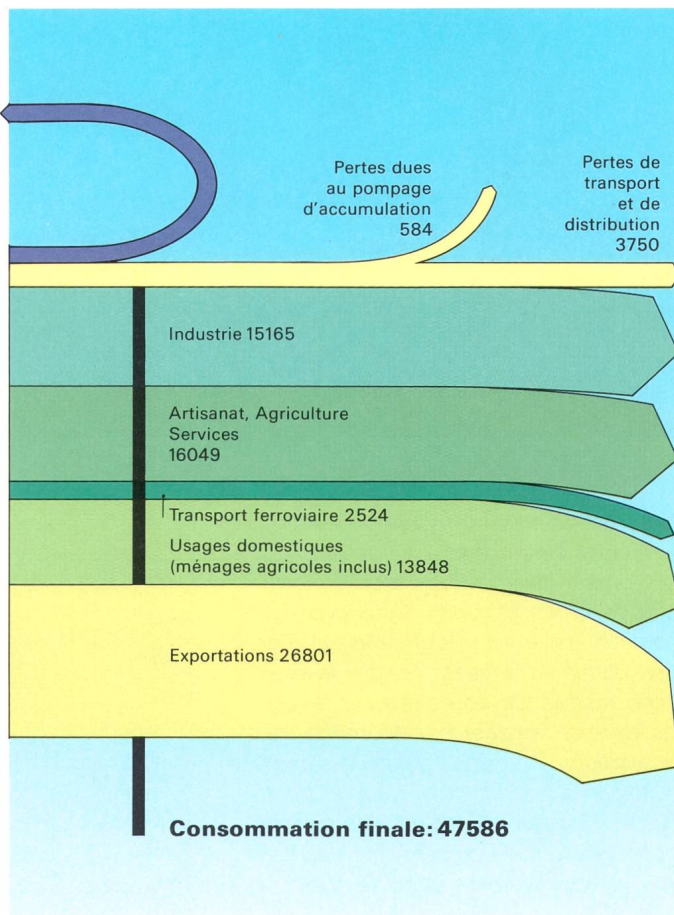 Pertes dues
au pompage
d'accumulation
584
Pertes de
transport
et de
distribution
3750
Industrie 15165
Artisanat, Agriculture
Services
16049
Transport ferroviaire 2524
Usages domestiques
(ménages agricoles inclus) 13848
Exportations 26801
Consommation finale: 47586